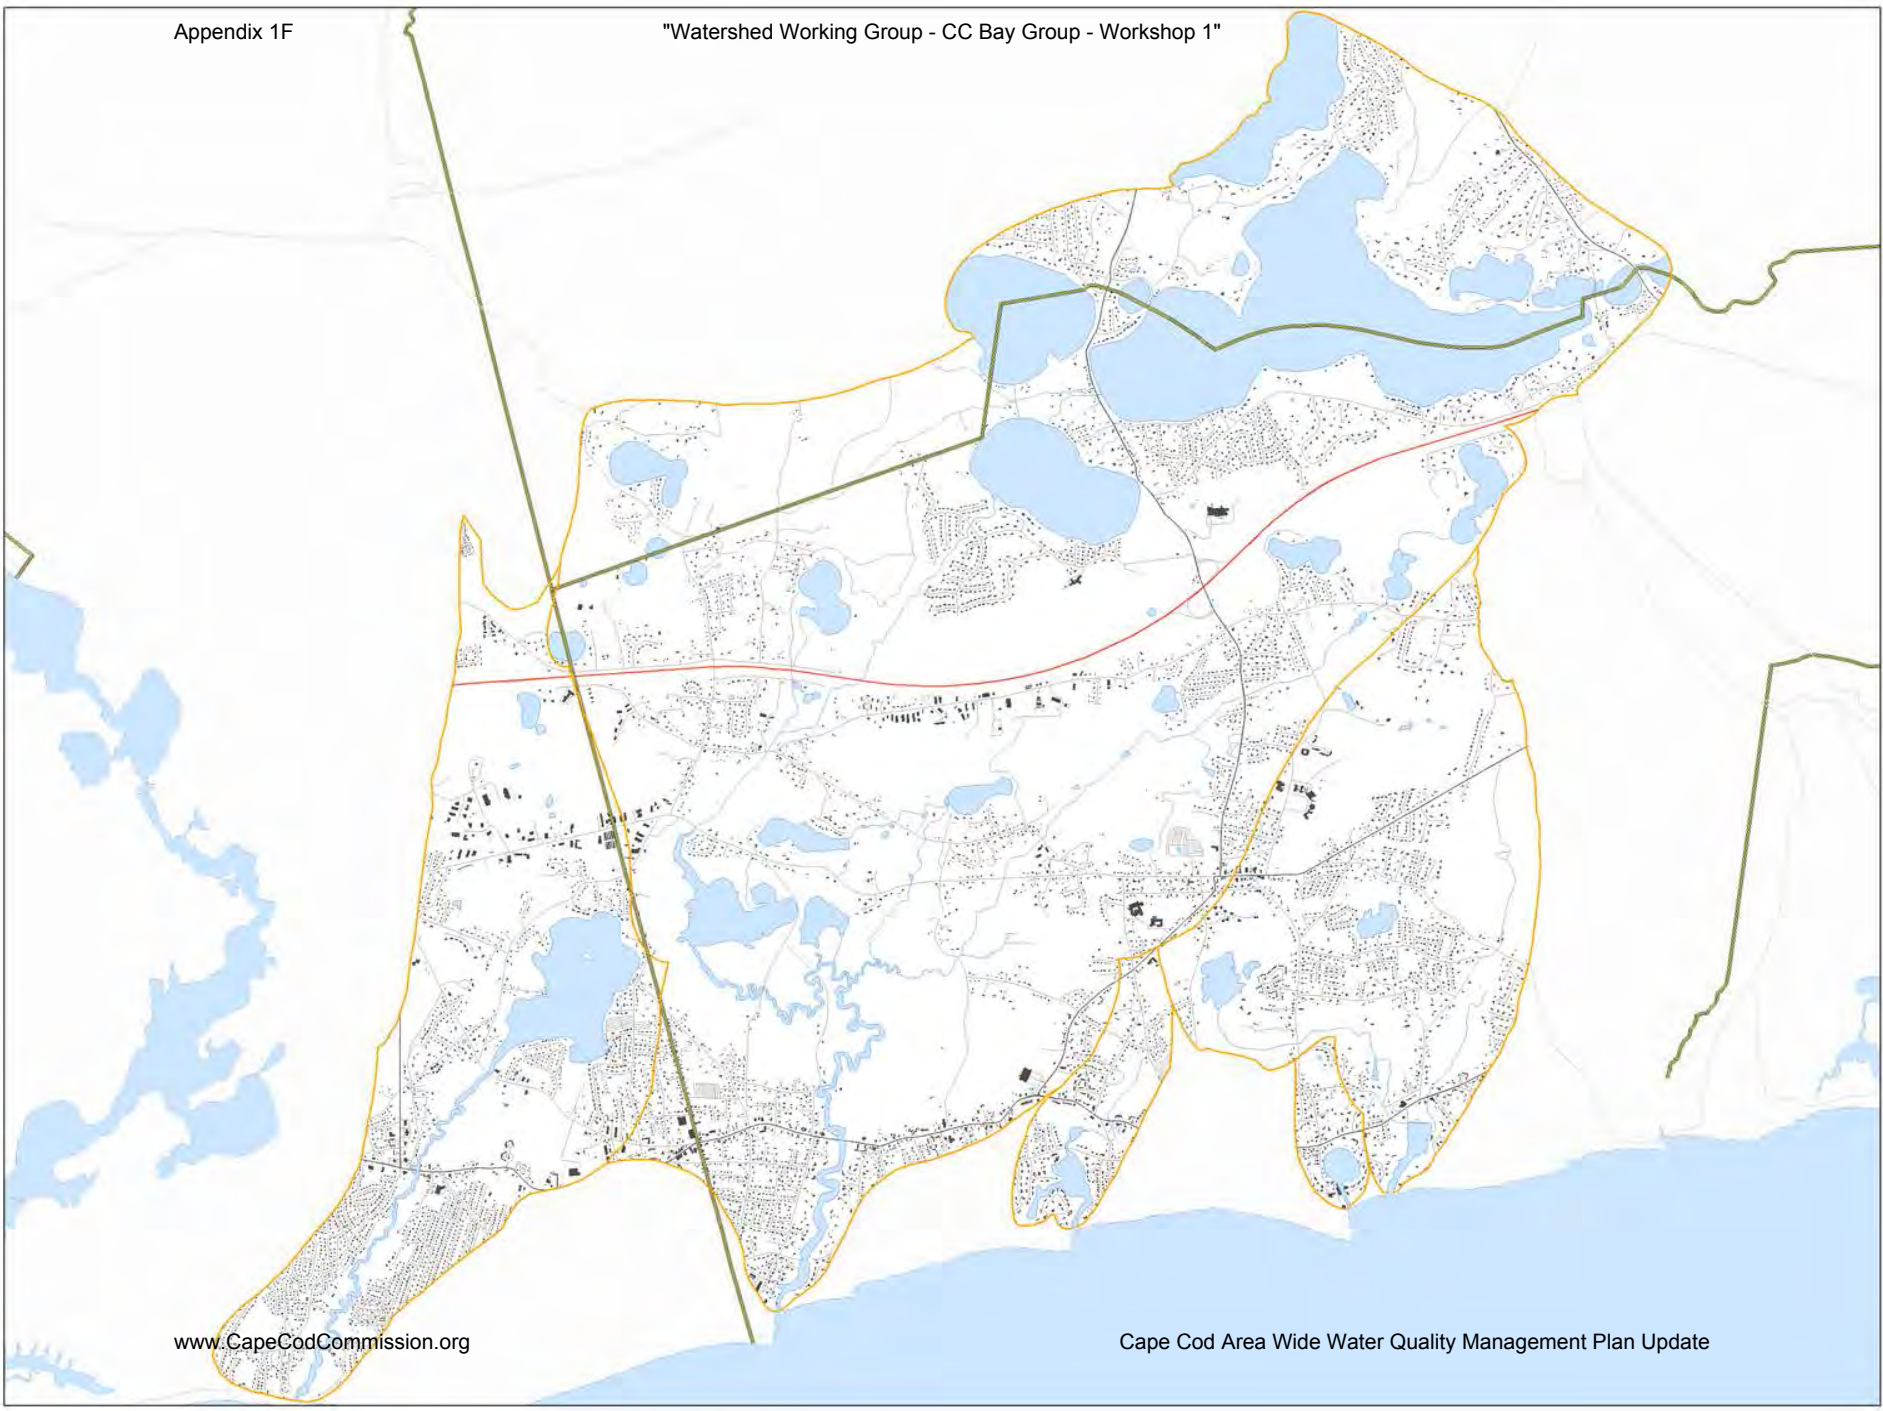 Appendix 1F
"Watershed Working Group - CC Bay Group - Workshop 1"
www.CapeCodCommission.org
Cape Cod Area Wide Water Quality Management Plan Update